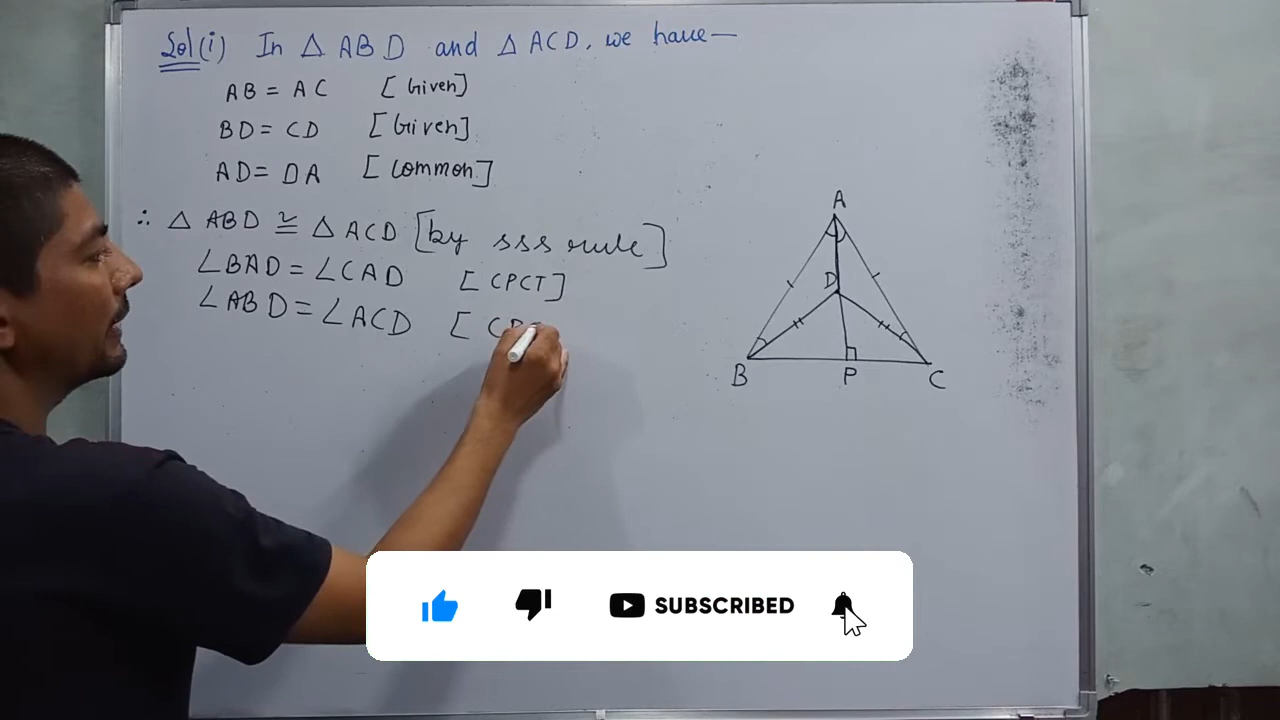 Sol (i) In △ ABD and △ ACD, we have—
AB = AC [Given]
BD = CD [Given]
AD = DA [Common]
∴ △ ABD ≅ △ ACD [by sss rule]
∠BAD = ∠CAD [CPCT]
∠ABD = ∠ACD [CPC
A
D
B
P
C
SUBSCRIBED